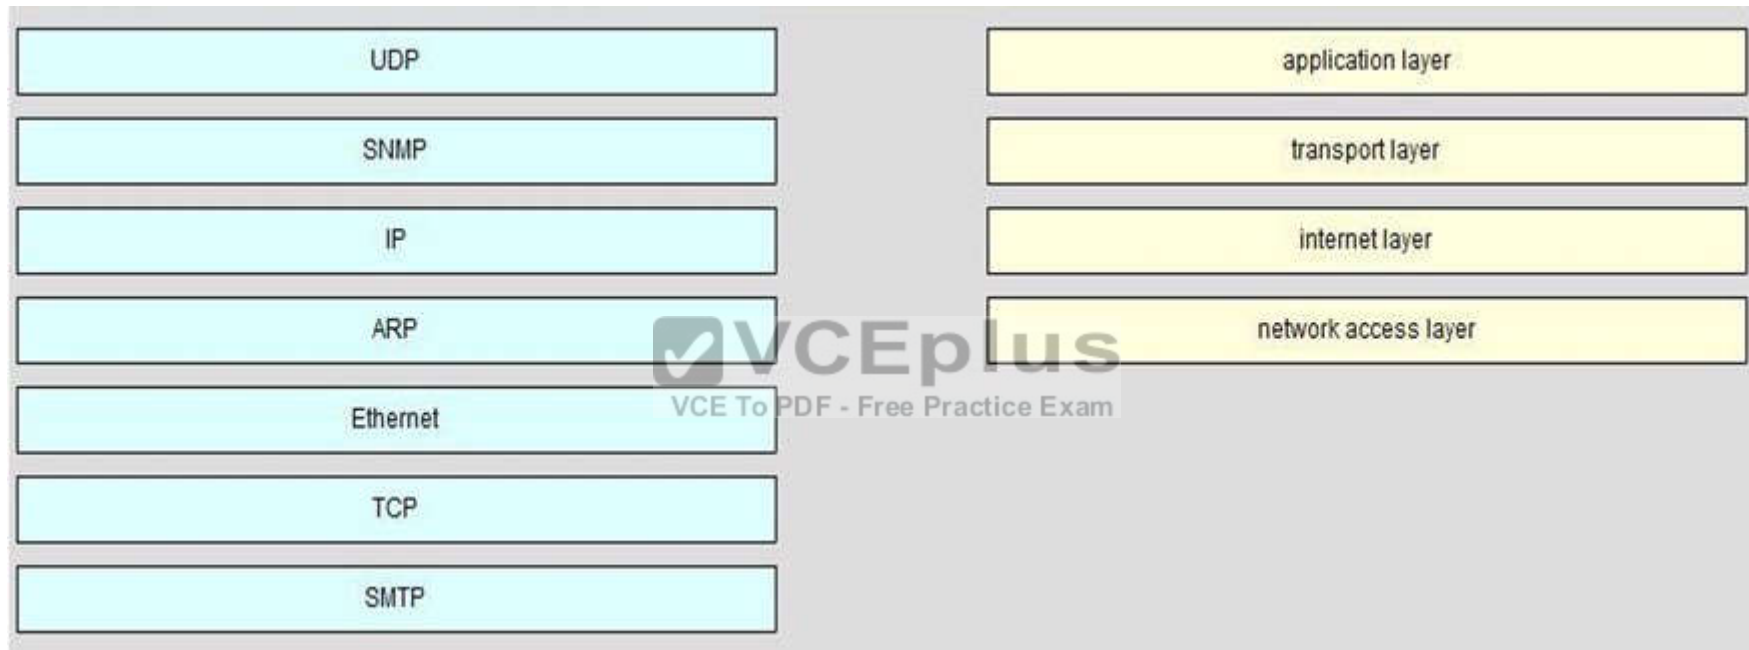 UDP
application layer
SNMP
transport layer
IP
internet layer
ARP
network access layer
VCEplus
VCE To PDF - Free Practice Exam
Ethernet
TCP
SMTP